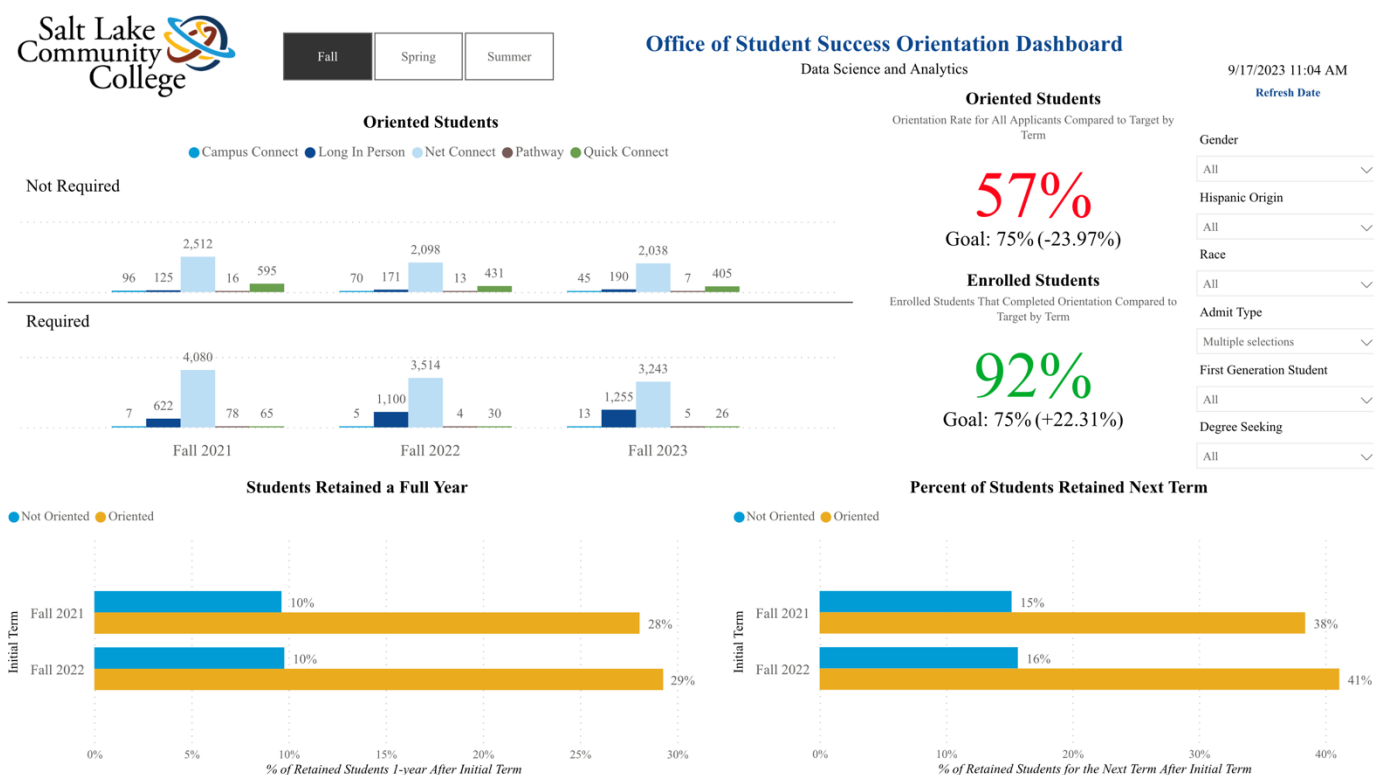 Salt Lake
Community
College
Fall
Spring
Summer
Office of Student Success Orientation Dashboard
Data Science and Analytics
9/17/2023 11:04 AM
Refresh Date
Oriented Students
Campus Connect
Long In Person
Net Connect
Pathway
Quick Connect
Not Required
96
125
2,512
16
595
70
171
2,098
13
431
45
190
2,038
7
405
Required
7
622
4,080
78
65
5
1,100
3,514
4
30
13
1,255
3,243
5
26
Fall 2021
Fall 2022
Fall 2023
Oriented Students
Orientation Rate for All Applicants Compared to Target by
Term
57%
Goal: 75% (-23.97%)
Enrolled Students
Enrolled Students That Completed Orientation Compared to
Target by Term
92%
Goal: 75% (+22.31%)
Gender
All
Hispanic Origin
All
Race
All
Admit Type
Multiple selections
First Generation Student
All
Degree Seeking
All
Students Retained a Full Year
Not Oriented
Oriented
Initial Term
Fall 2021
10%
28%
Fall 2022
10%
29%
0%
5%
10%
15%
20%
25%
30%
% of Retained Students 1-year After Initial Term
Percent of Students Retained Next Term
Not Oriented
Oriented
Initial Term
Fall 2021
15%
38%
Fall 2022
16%
41%
0%
10%
20%
30%
40%
% of Retained Students for the Next Term After Initial Term